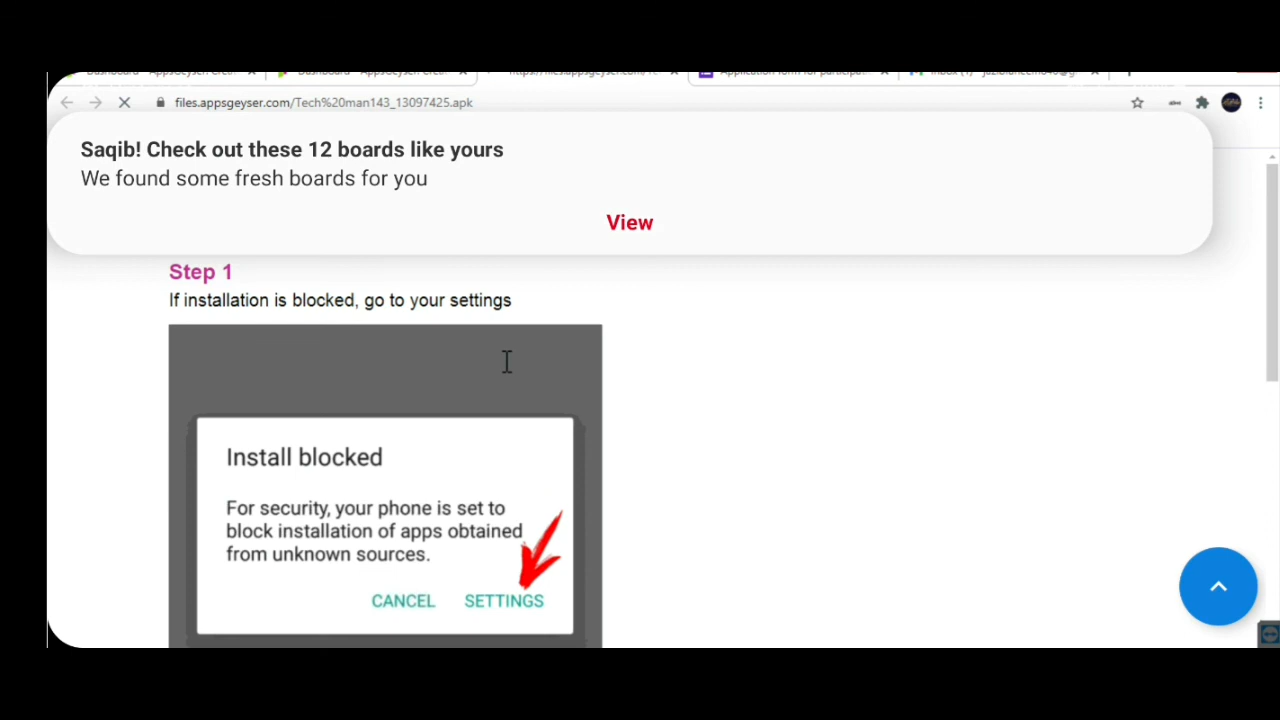 files.appsgeyser.com/Tech%20man143_13097425.apk
Saqib! Check out these 12 boards like yours
We found some fresh boards for you
View
Step 1
If installation is blocked, go to your settings
Install blocked
For security, your phone is set to
block installation of apps obtained
from unknown sources.
CANCEL SETTINGS